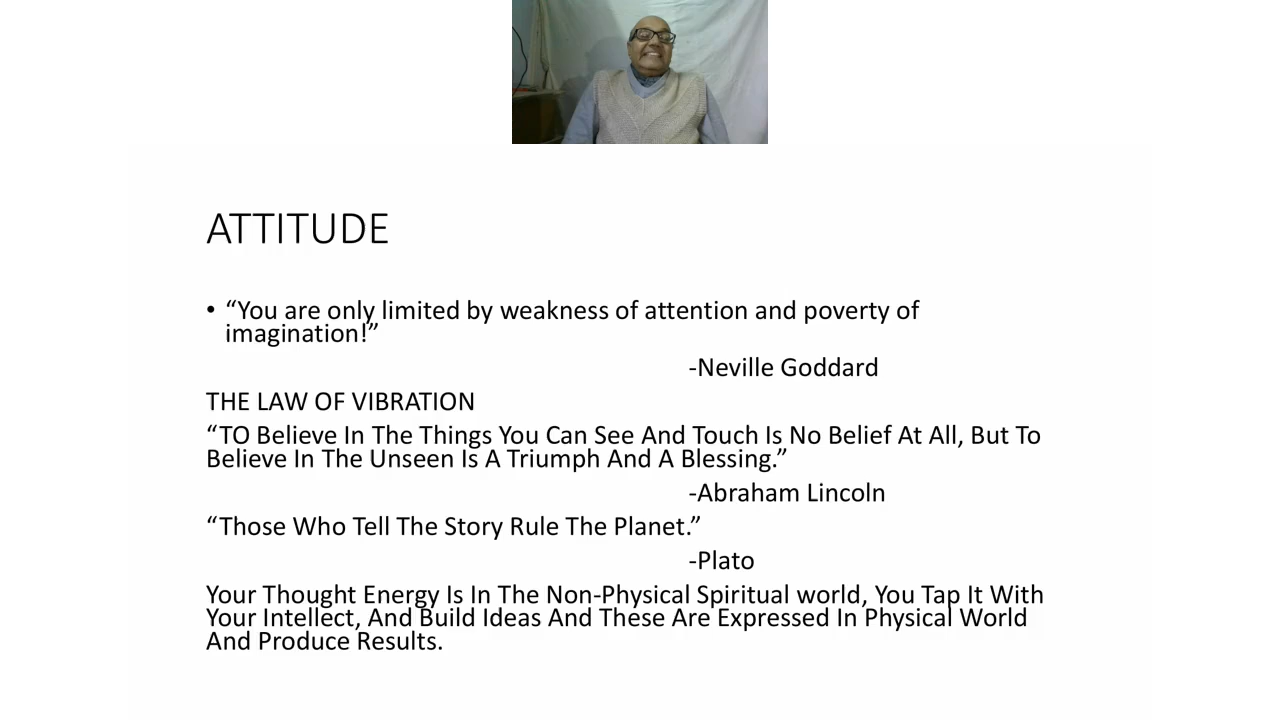 ATTITUDE
• “You are only limited by weakness of attention and poverty of
imagination!”
-Neville Goddard
THE LAW OF VIBRATION
“TO Believe In The Things You Can See And Touch Is No Belief At All, But To
Believe In The Unseen Is A Triumph And A Blessing.”
-Abraham Lincoln
“Those Who Tell The Story Rule The Planet.”
-Plato
Your Thought Energy Is In The Non-Physical Spiritual world, You Tap It With
Your Intellect, And Build Ideas And These Are Expressed In Physical World
And Produce Results.